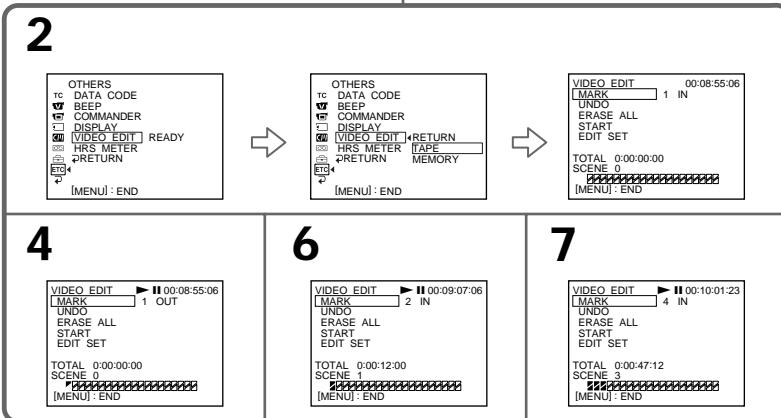 2
OTHERS
TC DATA CODE
BEEP
COMMANDER
DISPLAY
VIDEO EDIT READY
HRS METER
RETURN
ETC
[MENU] : END
OTHERS
TC DATA CODE
BEEP
COMMANDER
DISPLAY
VIDEO EDIT RETURN
HRS METER TAPE
RETURN MEMORY
ETC
[MENU] : END
VIDEO EDIT 00:08:55:06
MARK 1 IN
UNDO
ERASE ALL
START
EDIT SET
TOTAL 0:00:00:00
SCENE 0
[MENU] : END
4
VIDEO EDIT 00:08:55:06
MARK 1 OUT
UNDO
ERASE ALL
START
EDIT SET
TOTAL 0:00:00:00
SCENE 0
[MENU] : END
6
VIDEO EDIT 00:09:07:06
MARK 2 IN
UNDO
ERASE ALL
START
EDIT SET
TOTAL 0:00:12:00
SCENE 1
[MENU] : END
7
VIDEO EDIT 00:10:01:23
MARK 4 IN
UNDO
ERASE ALL
START
EDIT SET
TOTAL 0:00:47:12
SCENE 3
[MENU] : END